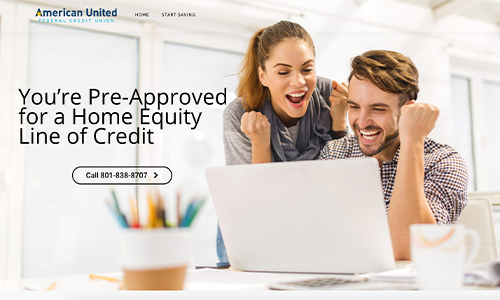 American United
FEDERAL CREDIT UNION
HOME
START SAVING
You’re Pre-Approved
for a Home Equity
Line of Credit
Call 801-838-8707